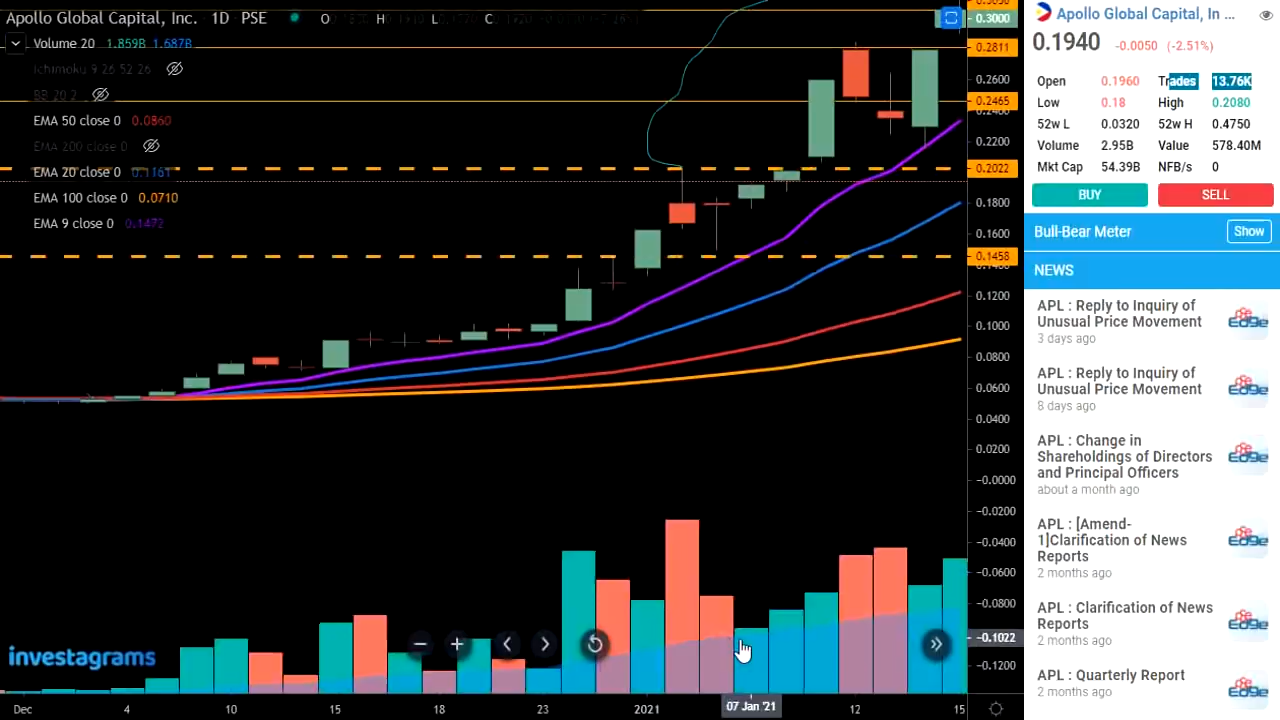 Apollo Global Capital, Inc. · 1D · PSE
O H L C
Volume 20 1.859B 1.687B
Ichimoku 9 26 52 26
BB 20 2
EMA 50 close 0 0.0860
EMA 200 close 0
EMA 20 close 0 0.1161
EMA 100 close 0 0.0710
EMA 9 close 0 0.1472
0.3000
0.2811
0.2600
0.2465
0.2400
0.2200
0.2022
0.1800
0.1600
0.1458
0.1400
0.1200
0.1000
0.0800
0.0600
0.0400
0.0200
-0.0000
-0.0200
-0.0400
-0.0600
-0.0800
-0.1022
-0.1200
investagrams
Dec 4 10 15 18 23 2021 07 Jan '21 12 15
Apollo Global Capital, In ...
0.1940 -0.0050 (-2.51%)
Open 0.1960 Trades 13.76K
Low 0.18 High 0.2080
52w L 0.0320 52w H 0.4750
Volume 2.95B Value 578.40M
Mkt Cap 54.39B NFB/s 0
BUY SELL
Bull-Bear Meter Show
NEWS
APL : Reply to Inquiry of
Unusual Price Movement
3 days ago
EDGE
APL : Reply to Inquiry of
Unusual Price Movement
8 days ago
EDGE
APL : Change in
Shareholdings of Directors
and Principal Officers
about a month ago
EDGE
APL : [Amend-
1]Clarification of News
Reports
2 months ago
EDGE
APL : Clarification of News
Reports
2 months ago
EDGE
APL : Quarterly Report
2 months ago
EDGE